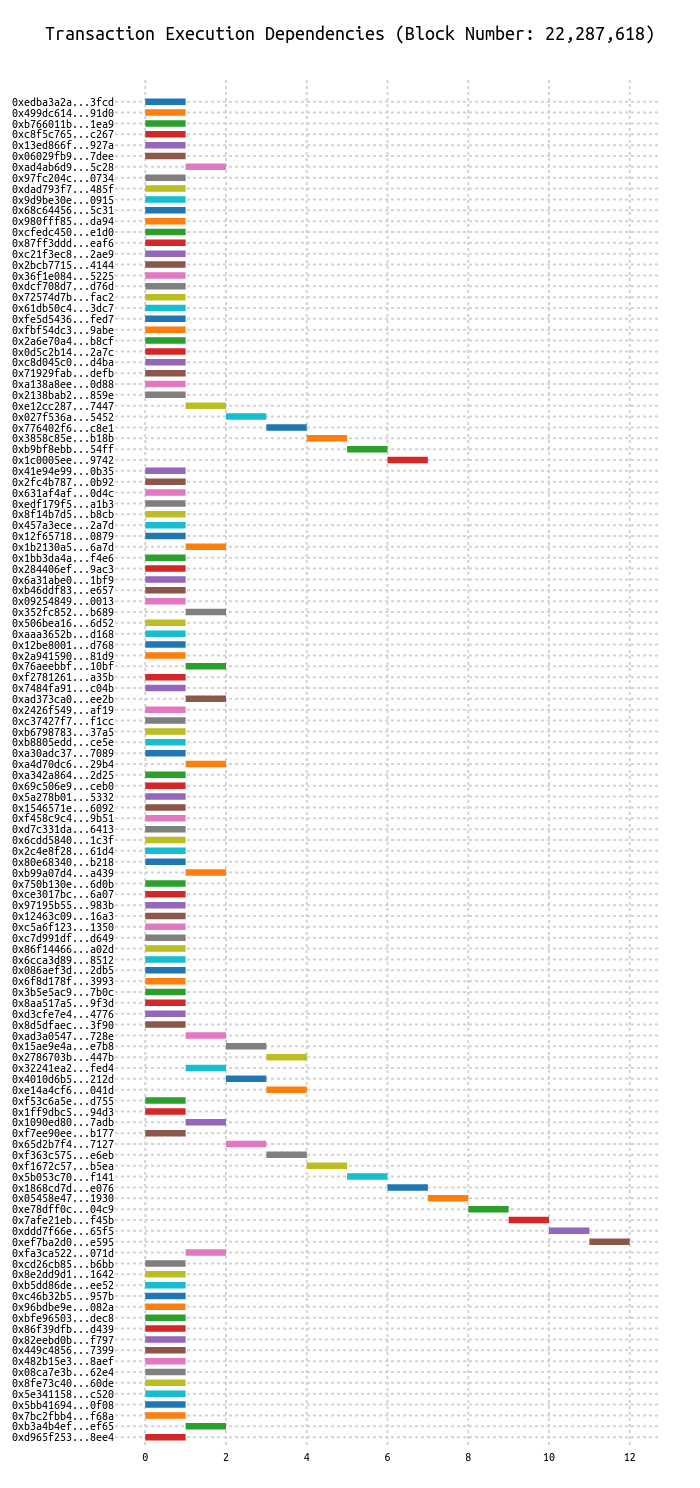 Transaction Execution Dependencies (Block Number: 22,287,618)
0xedba3a2a...3fcd
0x499dc614...91d0
0xb766011b...1ea9
0xc8f5c765...c267
0x13ed866f...927a
0x06029fb9...7dee
0xad4ab6d9...5c28
0x97fc204c...0734
0xdad793f7...485f
0x9d9be30e...0915
0x68c64456...5c31
0x980fff85...da94
0xcfedc450...e1d0
0x87ff3ddd...eaf6
0xc21f3ec8...2ae9
0x2bcb7715...4144
0x36f1e084...5225
0xdcf708d7...d76d
0x72574d7b...fac2
0x61db50c4...3dc7
0xfe5d5436...fed7
0xfbf54dc3...9abe
0x2a6e70a4...b8cf
0x0d5c2b14...2a7c
0xc8d045c0...d4ba
0x71929fab...defb
0xa138a8ee...0d88
0x2138bab2...859e
0xe12cc287...7447
0x027f536a...5452
0x776402f6...c8e1
0x3858c85e...b18b
0xb9bf8ebb...54ff
0x1c0005ee...9742
0x41e94e99...0b35
0x2fc4b787...0b92
0x631af4af...0d4c
0xedf179f5...a1b3
0x8f14b7d5...b8cb
0x457a3ece...2a7d
0x12f65718...0879
0x1b2130a5...6a7d
0x1bb3da4a...f4e6
0x284406ef...9ac3
0x6a31abe0...1bf9
0xb46ddf83...e657
0x09254849...0013
0x352fc852...b689
0x506bea16...6d52
0xaaa3652b...d168
0x12be8001...d768
0x2a941590...81d9
0x76aeebbf...10bf
0xf2781261...a35b
0x7484fa91...c04b
0xad373ca0...ee2b
0x2426f549...af19
0xc37427f7...f1cc
0xb6798783...37a5
0xb8805edd...ce5e
0xa30adc37...7089
0xa4d70dc6...29b4
0xa342a864...2d25
0x69c506e9...ceb0
0x5a278b01...5332
0x1546571e...6092
0xf458c9c4...9b51
0xd7c331da...6413
0x6cdd5840...1c3f
0x2c4e8f28...61d4
0x80e68340...b218
0xb99a07d4...a439
0x750b130e...6d0b
0xce3017bc...6a07
0x97195b55...983b
0x12463c09...16a3
0xc5a6f123...1350
0xc7d991df...d649
0x86f14466...a02d
0x6cca3d89...8512
0x086aef3d...2db5
0x6f8d178f...3993
0x3b5e5ac9...7b0c
0x8aa517a5...9f3d
0xd3cfe7e4...4776
0x8d5dfaec...3f90
0xad3a0547...728e
0x15ae9e4a...e7b8
0x2786703b...447b
0x32241ea2...fed4
0x4010d6b5...212d
0xe14a4cf6...041d
0xf53c6a5e...d755
0x1ff9dbc5...94d3
0x1090ed80...7adb
0xf7ee90ee...b177
0x65d2b7f4...7127
0xf363c575...e6eb
0xf1672c57...b5ea
0x5b053c70...f141
0x1868cd7d...e076
0x05458e47...1930
0xe78dff0c...04c9
0x7afe21eb...f45b
0xddd7f66e...65f5
0xef7ba2d0...e595
0xfa3ca522...071d
0xcd26cb85...b6bb
0x8e2dd9d1...1642
0xb5dd86de...ee52
0xc46b32b5...957b
0x96bdbe9e...082a
0xbfe96503...dec8
0x86f39dfb...d439
0x82eebd0b...f797
0x449c4856...7399
0x482b15e3...8aef
0x08ca7e3b...62e4
0x8fe73c40...60de
0x5e341158...c520
0x5bb41694...0f08
0x7bc2fbb4...f68a
0xb3a4b4ef...ef65
0xd965f253...8ee4
0 2 4 6 8 10 12